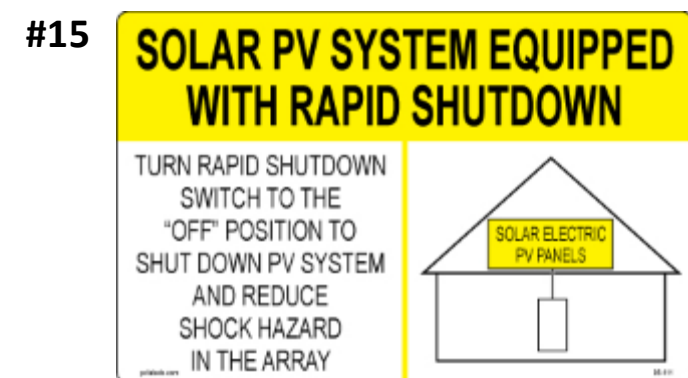 #15
SOLAR PV SYSTEM EQUIPPED
WITH RAPID SHUTDOWN
TURN RAPID SHUTDOWN
SWITCH TO THE
“OFF” POSITION TO
SHUT DOWN PV SYSTEM
AND REDUCE
SHOCK HAZARD
IN THE ARRAY
SOLAR ELECTRIC
PV PANELS